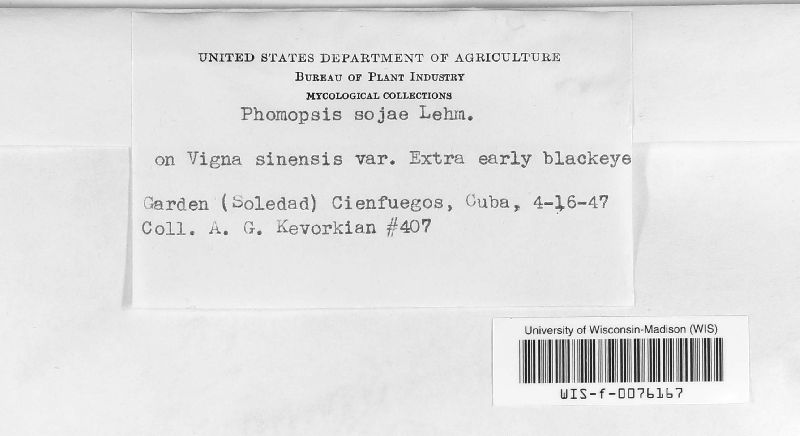 UNITED STATES DEPARTMENT OF AGRICULTURE
BUREAU OF PLANT INDUSTRY
MYCOLOGICAL COLLECTIONS
Phomopsis sojae Lehm.
on Vigna sinensis var. Extra early blackeye
Garden (Soledad) Cienfuegos, Cuba, 4-16-47
Coll. A. G. Kevorkian #407
University of Wisconsin-Madison (WIS)
WIS-f-0076167